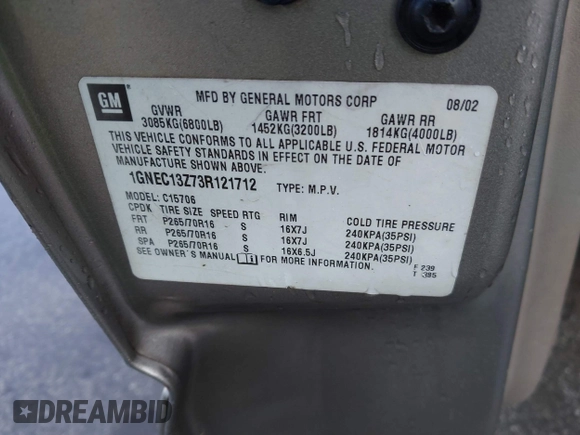 GM
MFD BY GENERAL MOTORS CORP 08/02
GVWR GAWR FRT GAWR RR
3085KG(6800LB) 1452KG(3200LB) 1814KG(4000LB)
THIS VEHICLE CONFORMS TO ALL APPLICABLE U.S. FEDERAL MOTOR
VEHICLE SAFETY STANDARDS IN EFFECT ON THE DATE OF
MANUFACTURE SHOWN ABOVE.
1GNEC13Z73R121712 TYPE: M.P.V.
MODEL: C15706
CPDK TIRE SIZE SPEED RTG RIM COLD TIRE PRESSURE
FRT P265/70R16 S 16X7J 240KPA(35PSI)
RR P265/70R16 S 16X7J 240KPA(35PSI)
SPA P265/70R16 S 16X6.5J 240KPA(35PSI)
SEE OWNER'S MANUAL FOR MORE INFORMATION.
F 239
T 395
DREAMBID